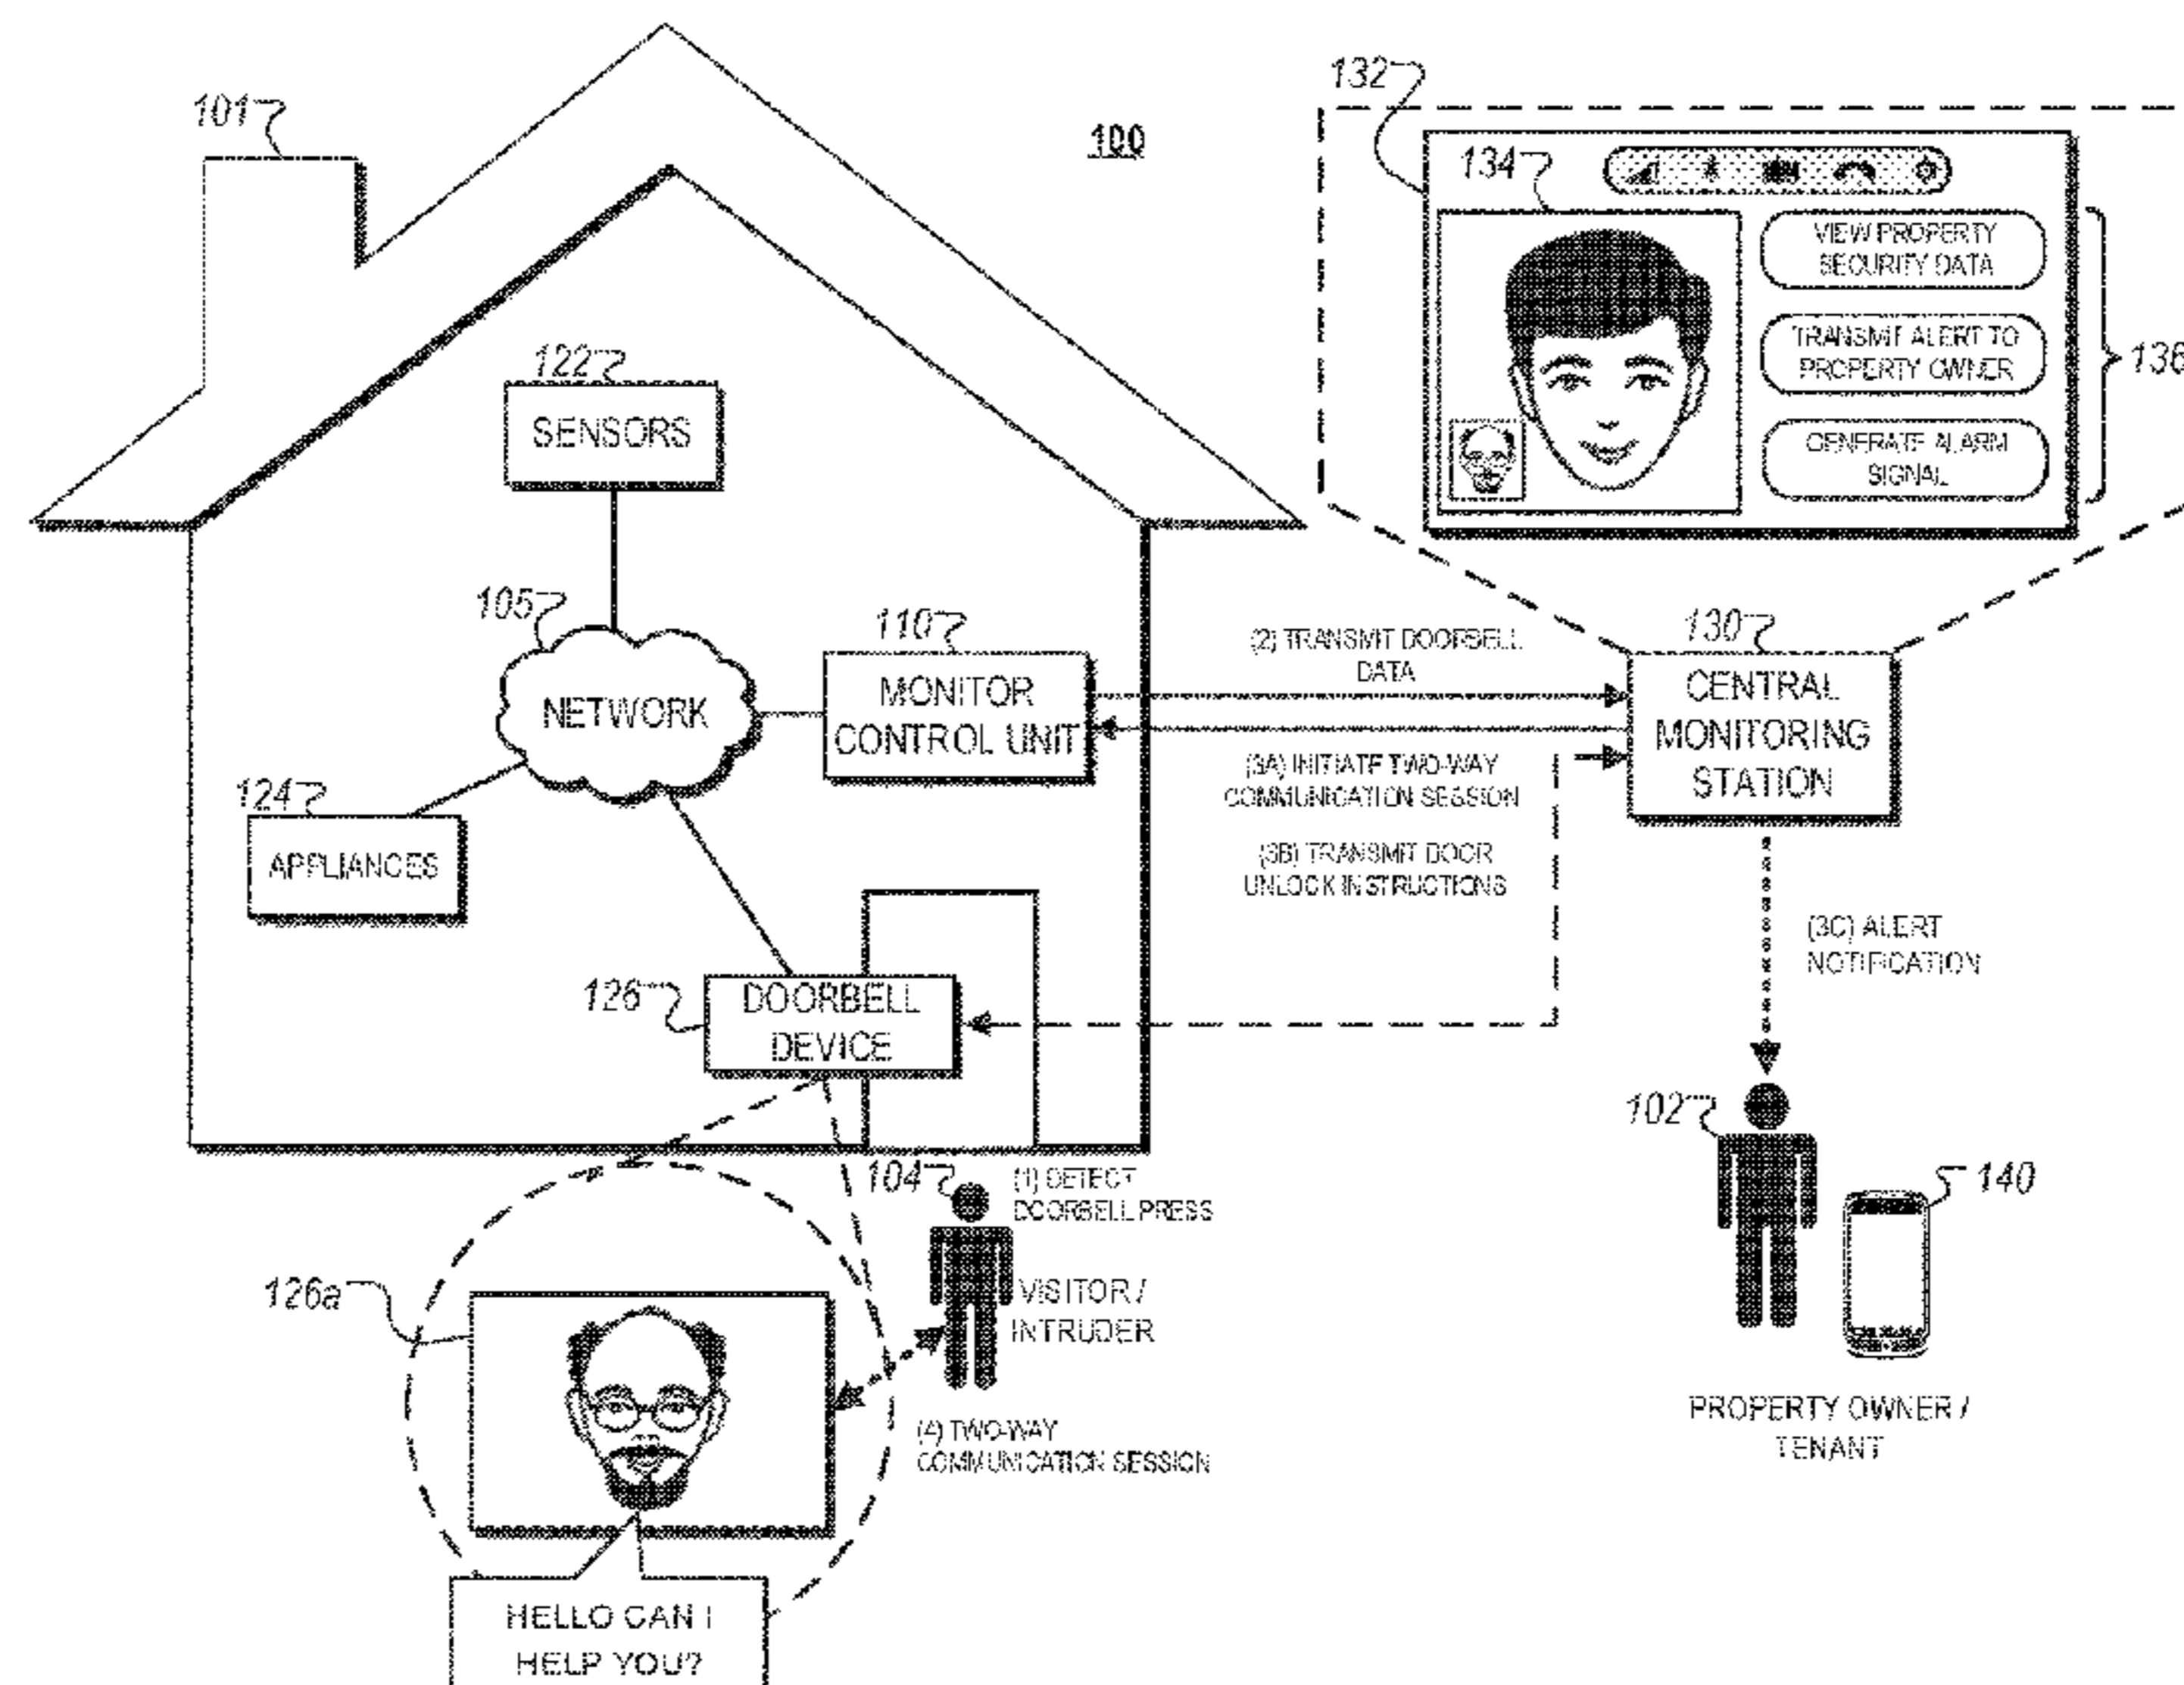 101
100
132
134
VIEW PROPERTY
SECURITY DATA
TRANSMIT ALERT TO
PROPERTY OWNER
136
GENERATE ALARM
SIGNAL
122
SENSORS
105
NETWORK
110
MONITOR
CONTROL UNIT
(2) TRANSMIT DOORBELL
DATA
130
CENTRAL
MONITORING
STATION
(3A) INITIATE TWO-WAY
COMMUNICATION SESSION
(3B) TRANSMIT DOOR
UNLOCK INSTRUCTIONS
124
APPLIANCES
(3C) ALERT
NOTIFICATION
126
DOORBELL
DEVICE
102
140
PROPERTY OWNER /
TENANT
104
(1) DETECT
DOORBELL PRESS
VISITOR /
INTRUDER
126a
(4) TWO-WAY
COMMUNICATION SESSION
HELLO CAN I
HELP YOU?